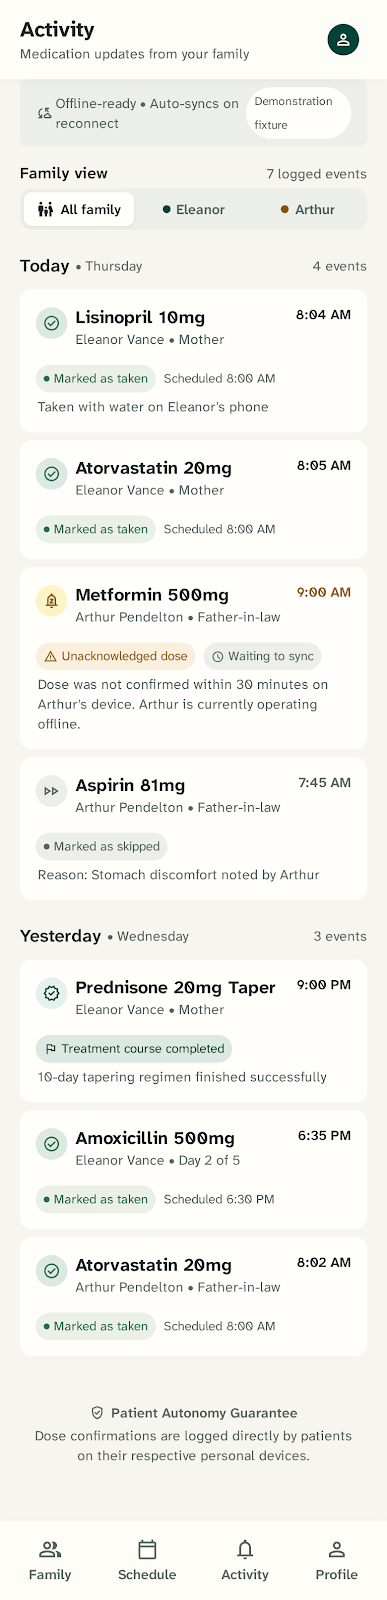 Activity
Medication updates from your family
Offline-ready • Auto-syncs on
reconnect
Demonstration
fixture
Family view
7 logged events
All family
Eleanor
Arthur
Today • Thursday
4 events
Lisinopril 10mg
8:04 AM
Eleanor Vance • Mother
Marked as taken
Scheduled 8:00 AM
Taken with water on Eleanor's phone
Atorvastatin 20mg
8:05 AM
Eleanor Vance • Mother
Marked as taken
Scheduled 8:00 AM
Metformin 500mg
9:00 AM
Arthur Pendelton • Father-in-law
Unacknowledged dose
Waiting to sync
Dose was not confirmed within 30 minutes on
Arthur's device. Arthur is currently operating
offline.
Aspirin 81mg
7:45 AM
Arthur Pendelton • Father-in-law
Marked as skipped
Reason: Stomach discomfort noted by Arthur
Yesterday • Wednesday
3 events
Prednisone 20mg Taper
9:00 PM
Eleanor Vance • Mother
Treatment course completed
10-day tapering regimen finished successfully
Amoxicillin 500mg
6:35 PM
Eleanor Vance • Day 2 of 5
Marked as taken
Scheduled 6:30 PM
Atorvastatin 20mg
8:02 AM
Arthur Pendelton • Father-in-law
Marked as taken
Scheduled 8:00 AM
Patient Autonomy Guarantee
Dose confirmations are logged directly by patients
on their respective personal devices.
Family
Schedule
Activity
Profile